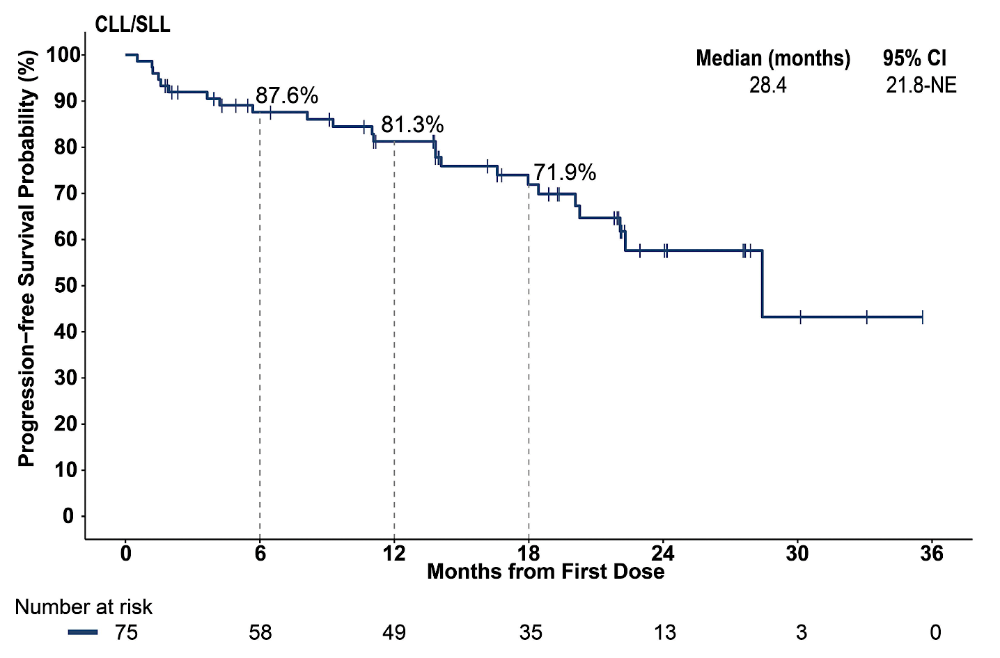 CLL/SLL
Median (months) 95% CI
28.4 21.8-NE
Progression–free Survival Probability (%)
100
90
80
70
60
50
40
30
20
10
0
87.6%
81.3%
71.9%
0 6 12 18 24 30 36
Months from First Dose
Number at risk
75 58 49 35 13 3 0